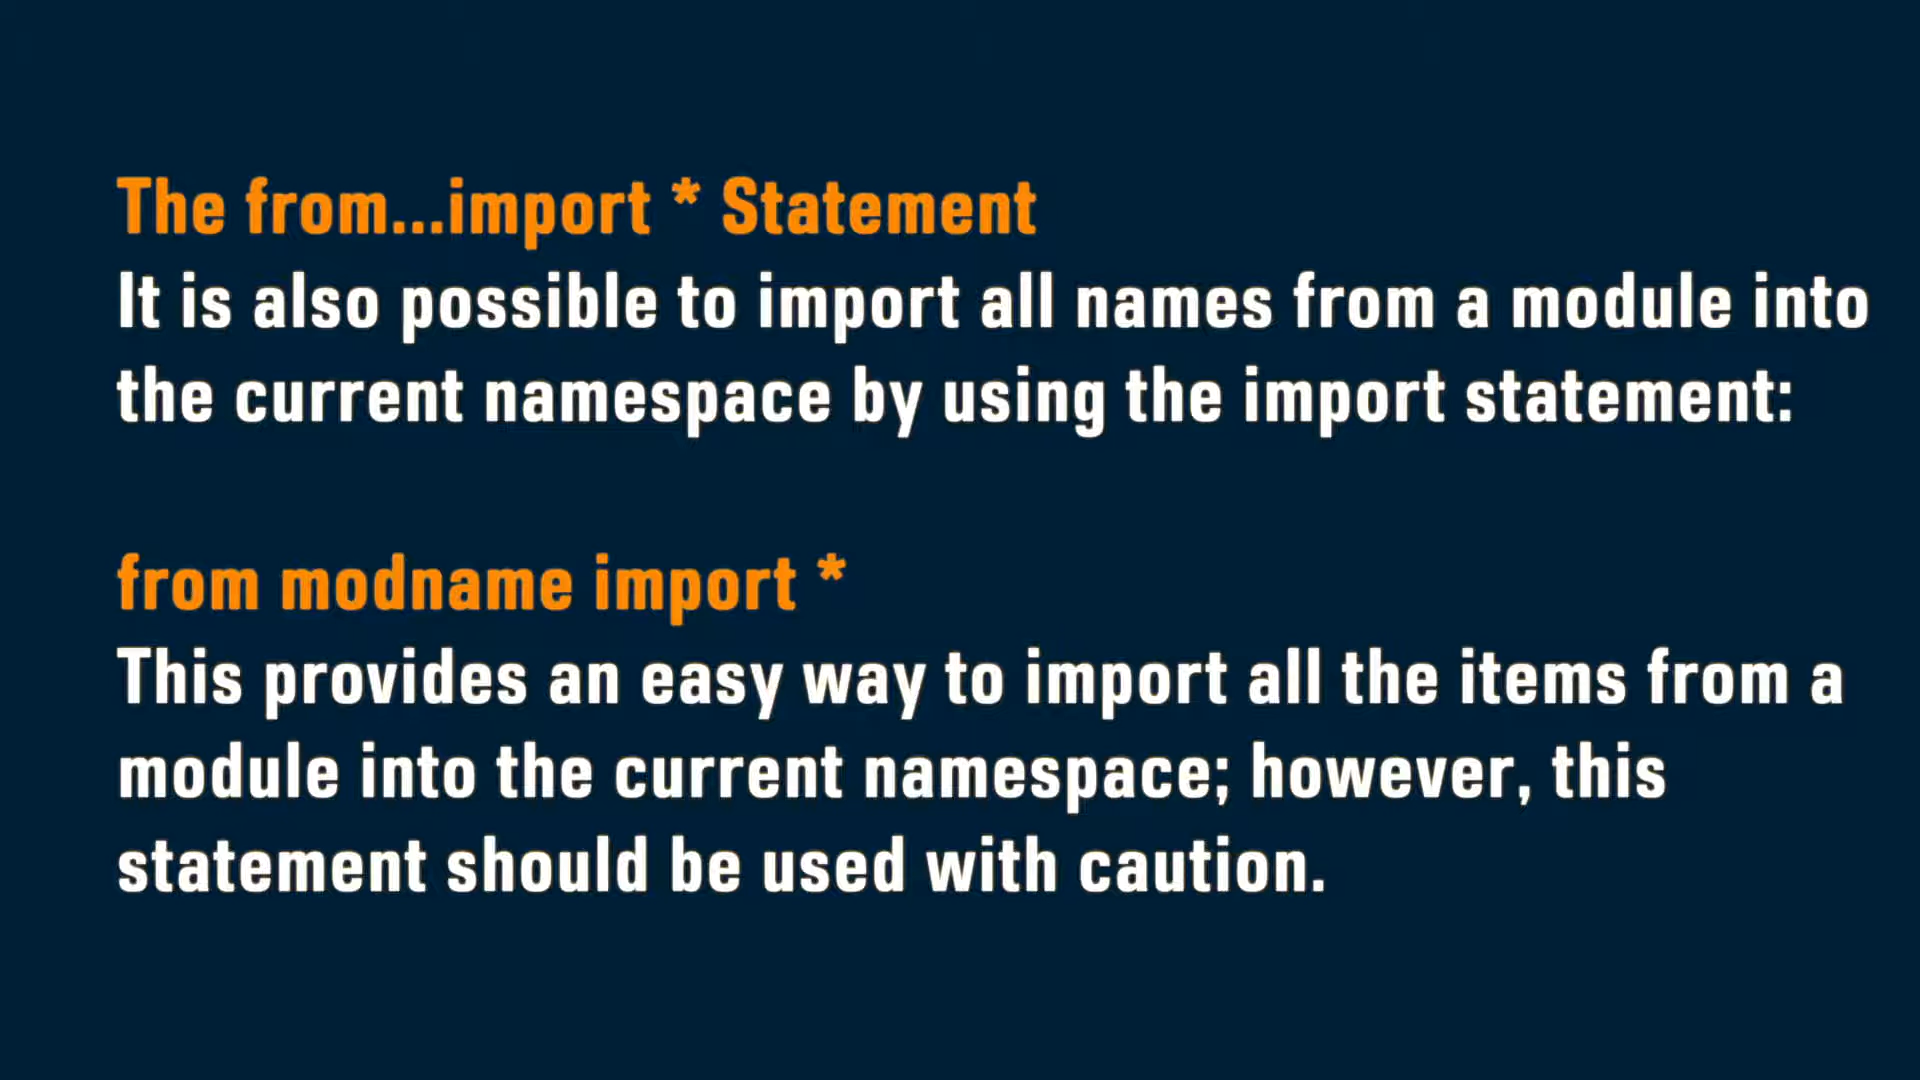 The from...import * Statement
It is also possible to import all names from a module into
the current namespace by using the import statement:
from modname import *
This provides an easy way to import all the items from a
module into the current namespace; however, this
statement should be used with caution.